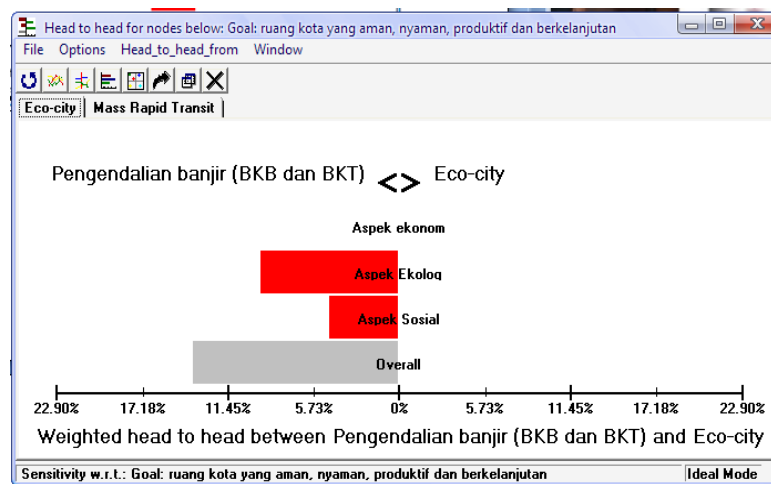 Head to head for nodes below: Goal: ruang kota yang aman, nyaman, produktif dan berkelanjutan
File Options Head_to_head_from Window
Eco-city Mass Rapid Transit
Pengendalian banjir (BKB dan BKT) <> Eco-city
Aspek ekonom
Aspek Ekolog
Aspek Sosial
Overall
22.90% 17.18% 11.45% 5.73% 0% 5.73% 11.45% 17.18% 22.90%
Weighted head to head between Pengendalian banjir (BKB dan BKT) and Eco-city
Sensitivity w.r.t.: Goal: ruang kota yang aman, nyaman, produktif dan berkelanjutan Ideal Mode